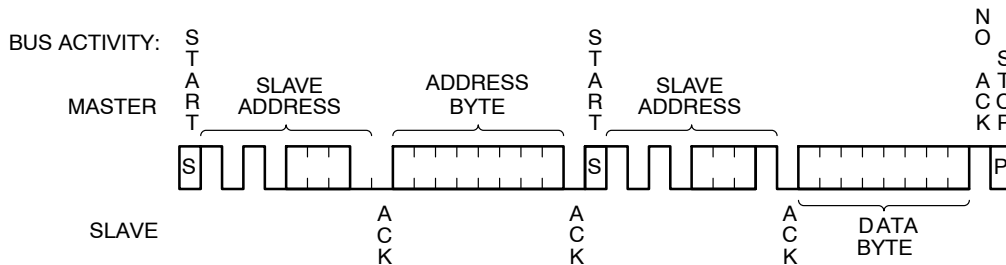 BUS ACTIVITY:
MASTER
START
SLAVE
ADDRESS
ADDRESS
BYTE
START
SLAVE
ADDRESS
NO ACK
STOP
S
S
P
SLAVE
ACK
ACK
ACK
DATA
BYTE